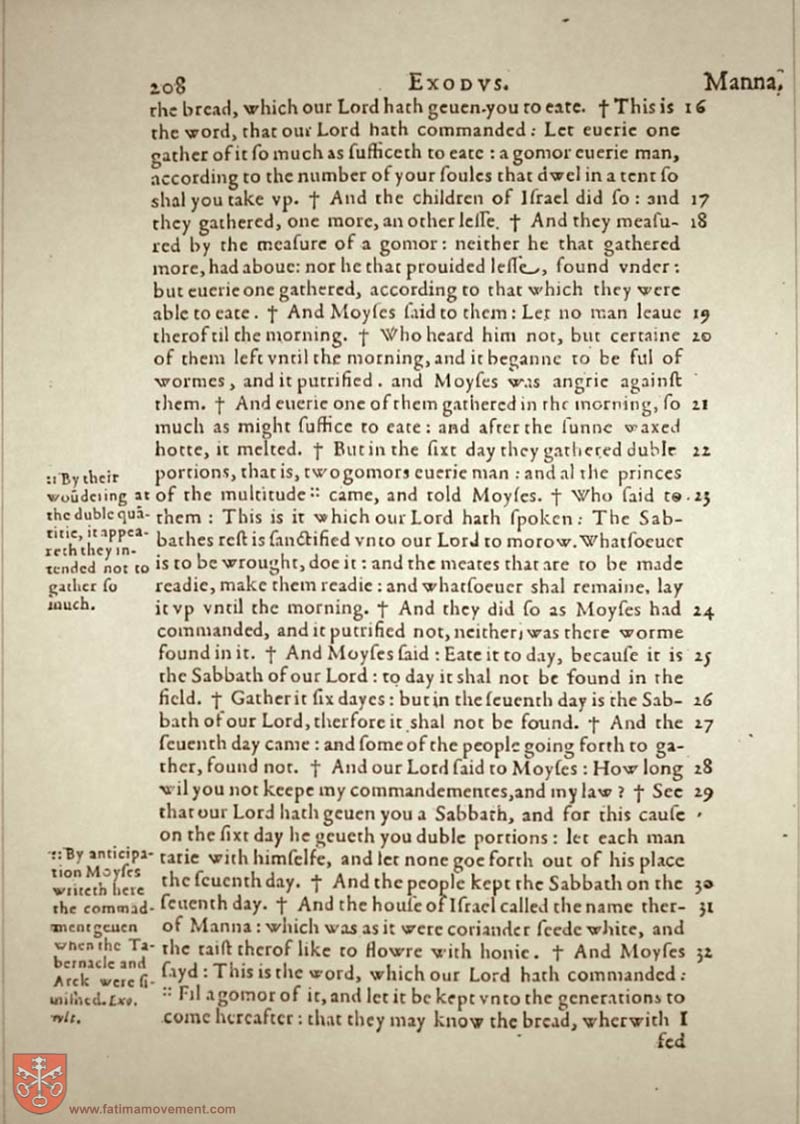 208 EXODVS. Manna.
the bread, which our Lord hath geuen you to eate. † This is 16
the word, that our Lord hath commanded: Let euerie one
gather of it ſo much as ſufficeth to eate: a gomor euerie man,
according to the number of your ſoules that dwel in a tent ſo
shal you take vp. † And the children of Iſrael did ſo: and 17
they gathered, one more, an other leſſe. † And they meaſu- 18
red by the meaſure of a gomor: neither he that gathered
more, had aboue: nor he that prouided leſſe, found vnder:
but euerie one gathered, according to that which they were
able to eate. † And Moyſes ſaid to them: Let no man leaue 19
therof til the morning. † Who heard him not, but certaine 20
of them left vntil the morning, and it beganne to be ful of
wormes, and it putrified. and Moyſes was angrie againſt
them. † And euerie one of them gathered in the morning, ſo 21
much as might ſuffice to eate: and after the ſunne waxed
hotte, it melted. † But in the ſixt day they gathered duble 22
portions, that is, two gomors euerie man: and al the princes
of the multitude :: came, and told Moyſes. † Who ſaid to 23
them: This is it which our Lord hath ſpoken: The Sab-
bathes reſt is ſanctified vnto our Lord to morow. Whatſoeuer
is to be wrought, doe it: and the meates that are to be made
readie, make them readie: and whatſoeuer shal remaine, lay
it vp vntil the morning. † And they did ſo as Moyſes had 24
commanded, and it putrified not, neither was there worme
found in it. † And Moyſes ſaid: Eate it to day, becauſe it is 25
the Sabbath of our Lord: to day it shal not be found in the
field. † Gather it ſix dayes: but in the ſeuenth day is the Sab- 26
bath of our Lord, therfore it shal not be found. † And the 27
ſeuenth day came: and ſome of the people going forth to ga-
ther, found not. † And our Lord ſaid to Moyſes: How long 28
wil you not keepe my commandementes, and my law? † See 29
that our Lord hath geuen you a Sabbath, and for this cauſe
on the ſixt day he geueth you duble portions: let each man
tarie with himſelfe, and let none goe forth out of his place
the ſeuenth day. † And the people kept the Sabbath on the 30
ſeuenth day. † And the houſe of Iſrael called the name ther- 31
of Manna: which was as it were coriander ſeede white, and
the taiſt therof like to flowre with honie. † And Moyſes 32
ſayd: This is the word, which our Lord hath commanded:
:: Fil a gomor of it, and let it be kept vnto the generations to
come hereafter: that they may know the bread, wherwith I
fed
:: By their
woũdering at
the duble quã-
titie, it appea-
reth they in-
tended not to
gather ſo
much.
:: By anticipa-
tion Moyſes
writeth here
the commãd-
ment geuen
when the Ta-
bernacle and
Arck were fi-
niſhed. Exo.
vlt.
www.fatimamovement.com